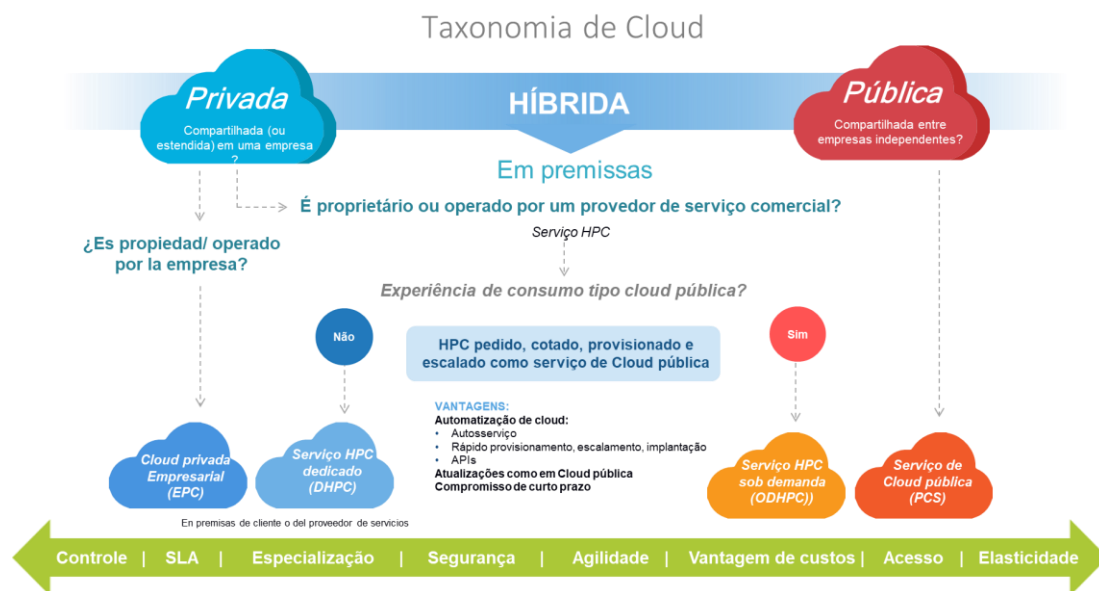 Taxonomia de Cloud
Privada
Compartilhada (ou
estendida) em uma empresa
?
HÍBRIDA
Pública
Compartilhada entre
empresas independentes?
Em premissas
É proprietário ou operado por um provedor de serviço comercial?
Serviço HPC
¿Es propiedad/ operado
por la empresa?
Experiência de consumo tipo cloud pública?
Não
HPC pedido, cotado, provisionado e
escalado como serviço de Cloud pública
Sim
VANTAGENS:
Automatização de cloud:
• Autosserviço
• Rápido provisionamento, escalamento, implantação
• APIs
Atualizações como em Cloud pública
Compromisso de curto prazo
Cloud privada
Empresarial
(EPC)
Serviço HPC
dedicado
(DHPC)
Serviço HPC
sob demanda
(ODHPC))
Serviço de
Cloud pública
(PCS)
En premisas de cliente o del proveedor de servicios
Controle | SLA | Especialização | Segurança | Agilidade | Vantagem de custos | Acesso | Elasticidade